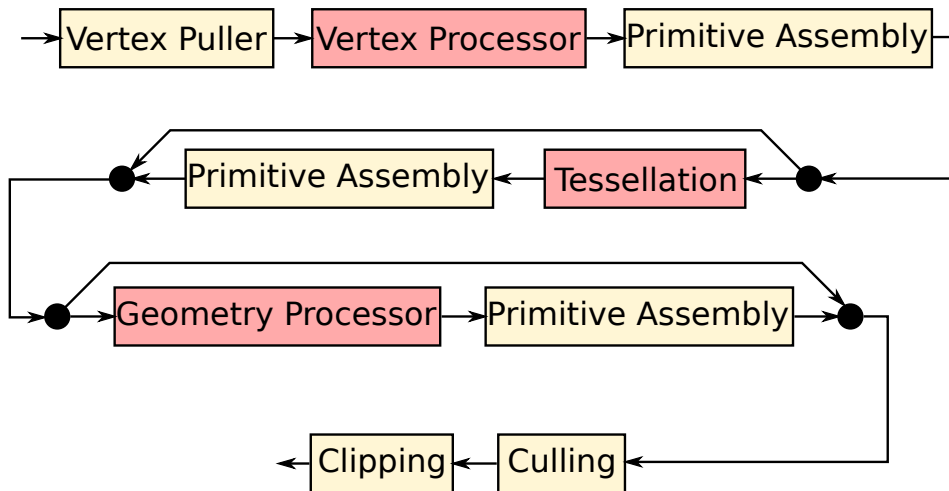 Vertex Puller
Vertex Processor
Primitive Assembly
Primitive Assembly
Tessellation
Geometry Processor
Primitive Assembly
Clipping
Culling